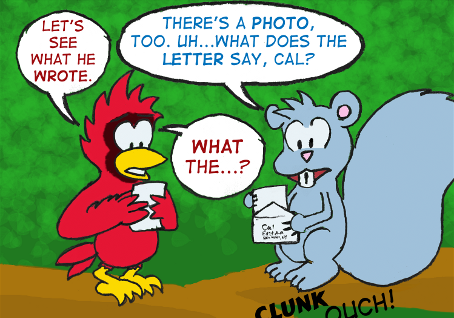 LET'S
SEE
WHAT HE
WROTE.
THERE'S A PHOTO,
TOO. UH...WHAT DOES THE
LETTER SAY, CAL?
WHAT
THE...?
Cal
CLUNK
OUCH!